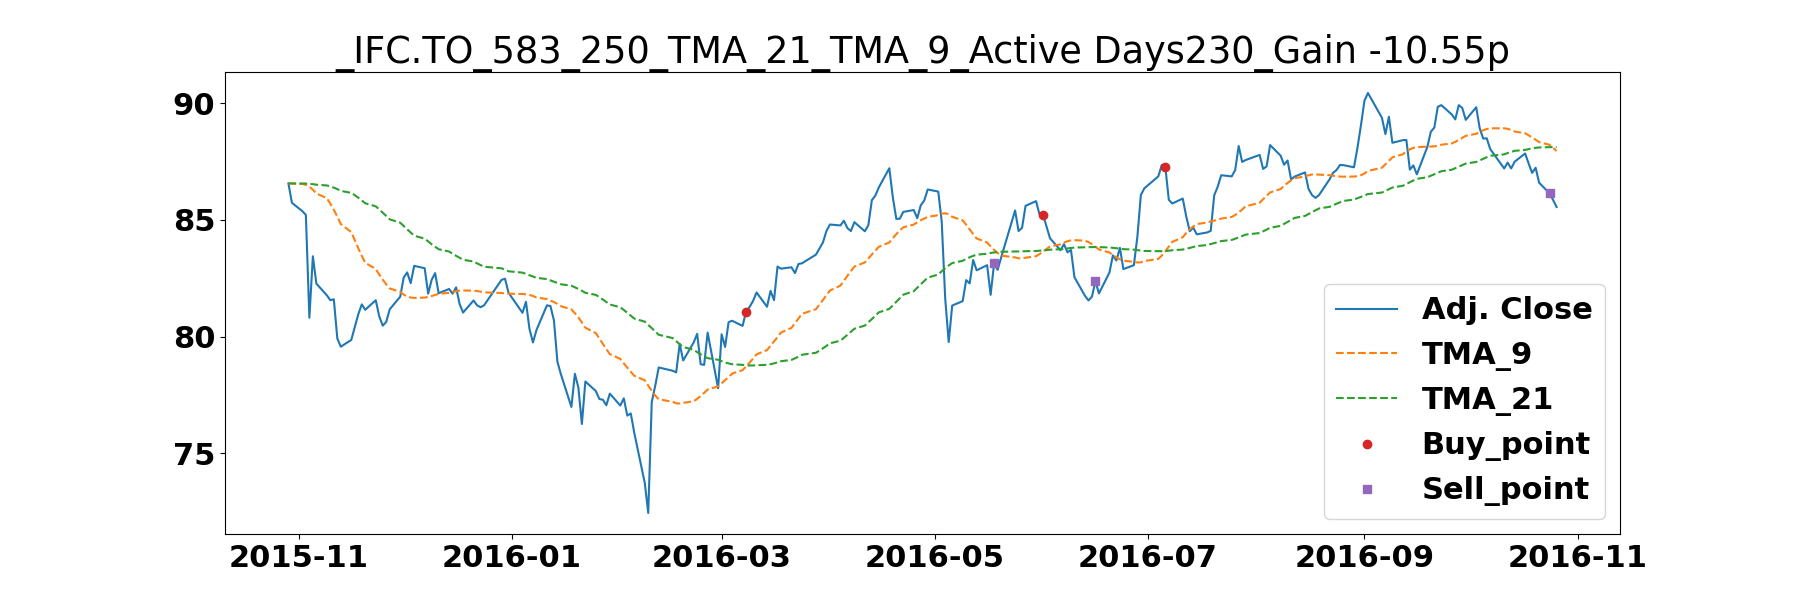 _IFC.TO_583_250_TMA_21_TMA_9_Active Days230_Gain -10.55p
90
85
80
75
2015-11 2016-01 2016-03 2016-05 2016-07 2016-09 2016-11
Adj. Close
TMA_9
TMA_21
Buy_point
Sell_point